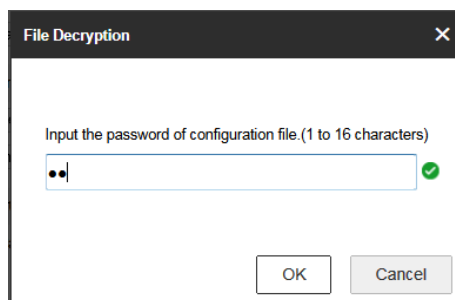 File Decryption
Input the password of configuration file.(1 to 16 characters)
••
OK
Cancel